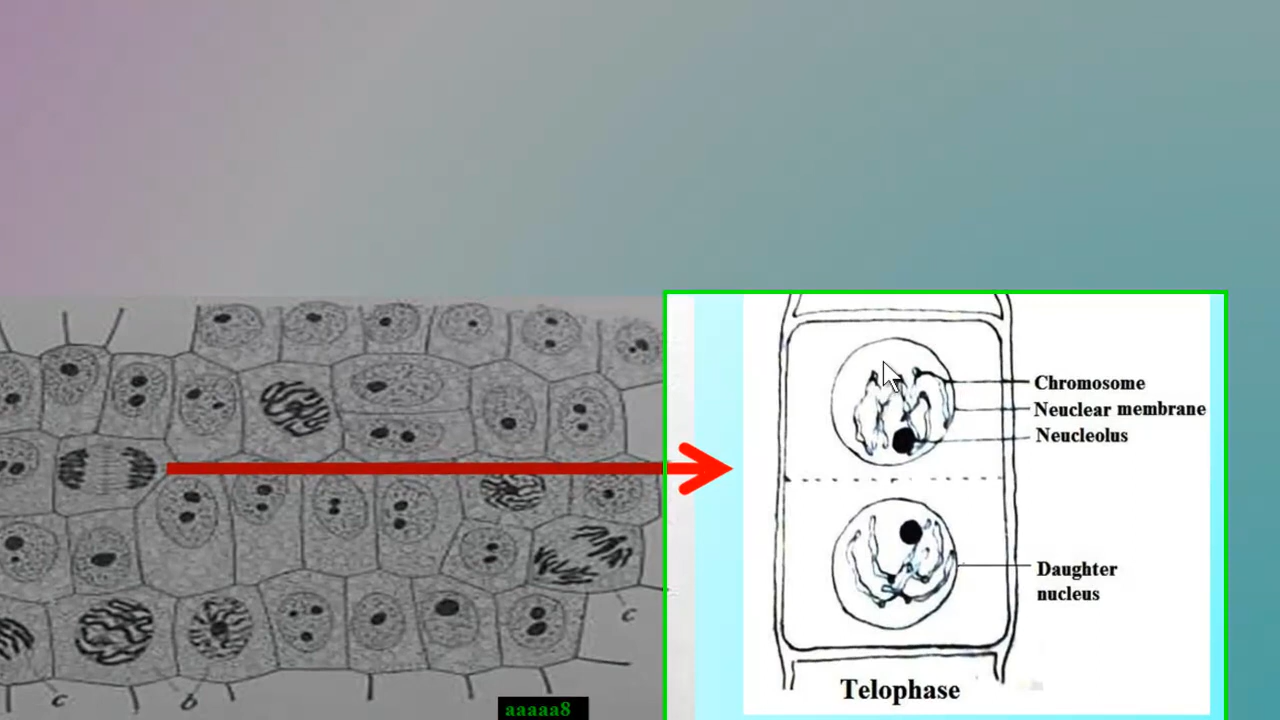 Chromosome
Neuclear membrane
Neucleolus
Daughter
nucleus
Telophase
c
c
b
aaaaa8